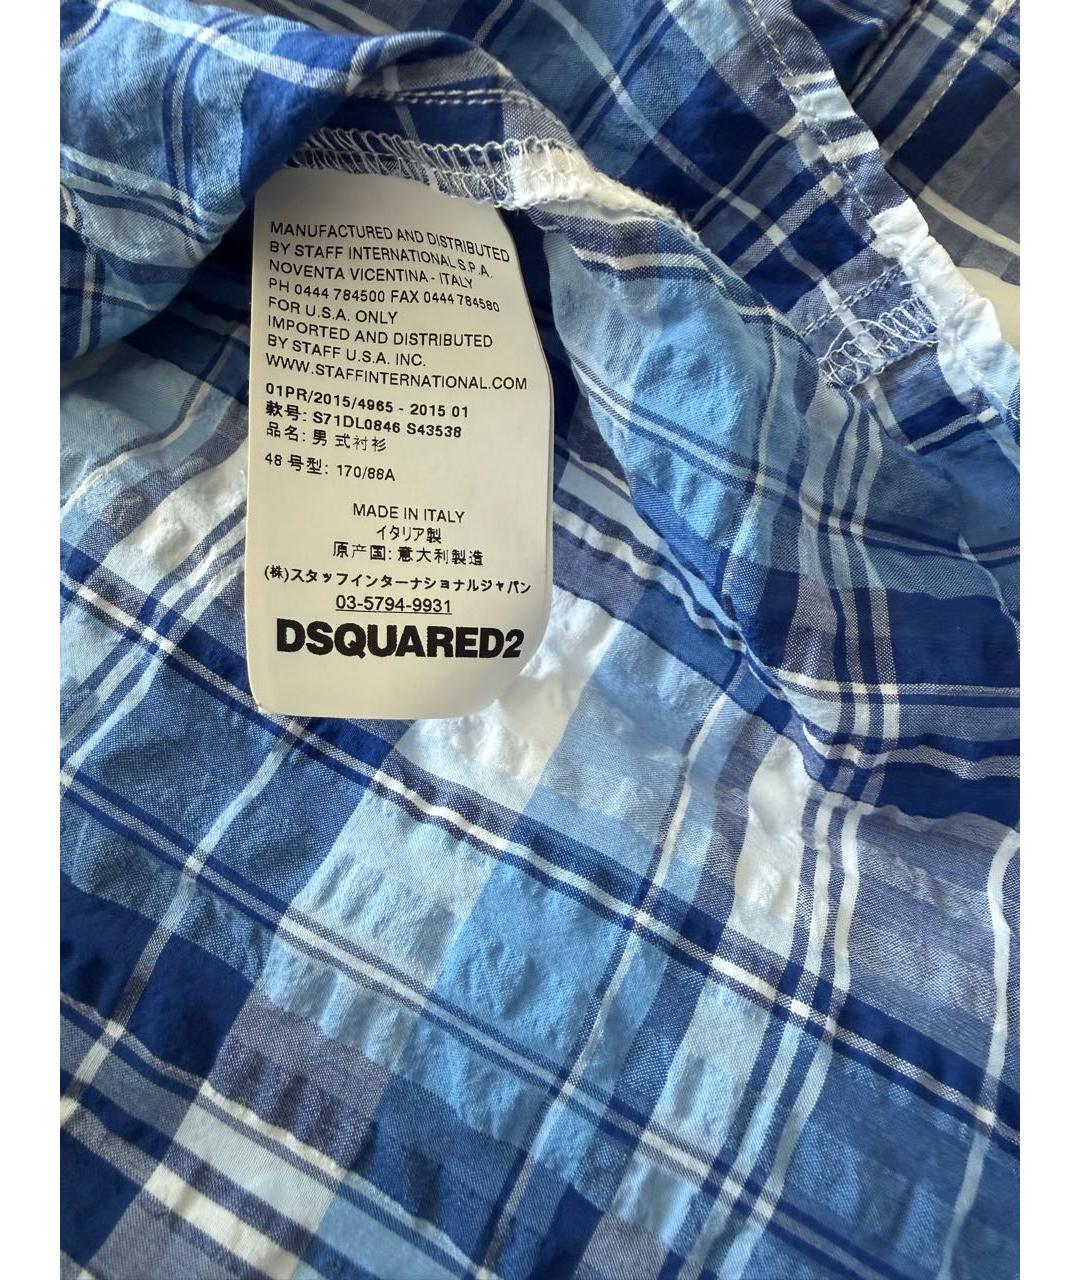 MANUFACTURED AND DISTRIBUTED
BY STAFF INTERNATIONAL S.P.A.
NOVENTA VICENTINA - ITALY
PH 0444 784500 FAX 0444 784580
FOR U.S.A. ONLY
IMPORTED AND DISTRIBUTED
BY STAFF U.S.A. INC.
WWW.STAFFINTERNATIONAL.COM
01PR/2015/4965 - 2015 01
款号: S71DL0846 S43538
品名: 男式衬衫
48 号型: 170/88A
MADE IN ITALY
イタリア製
原产国: 意大利製造
(株)スタッフインターナショナルジャパン
03-5794-9931
DSQUARED2